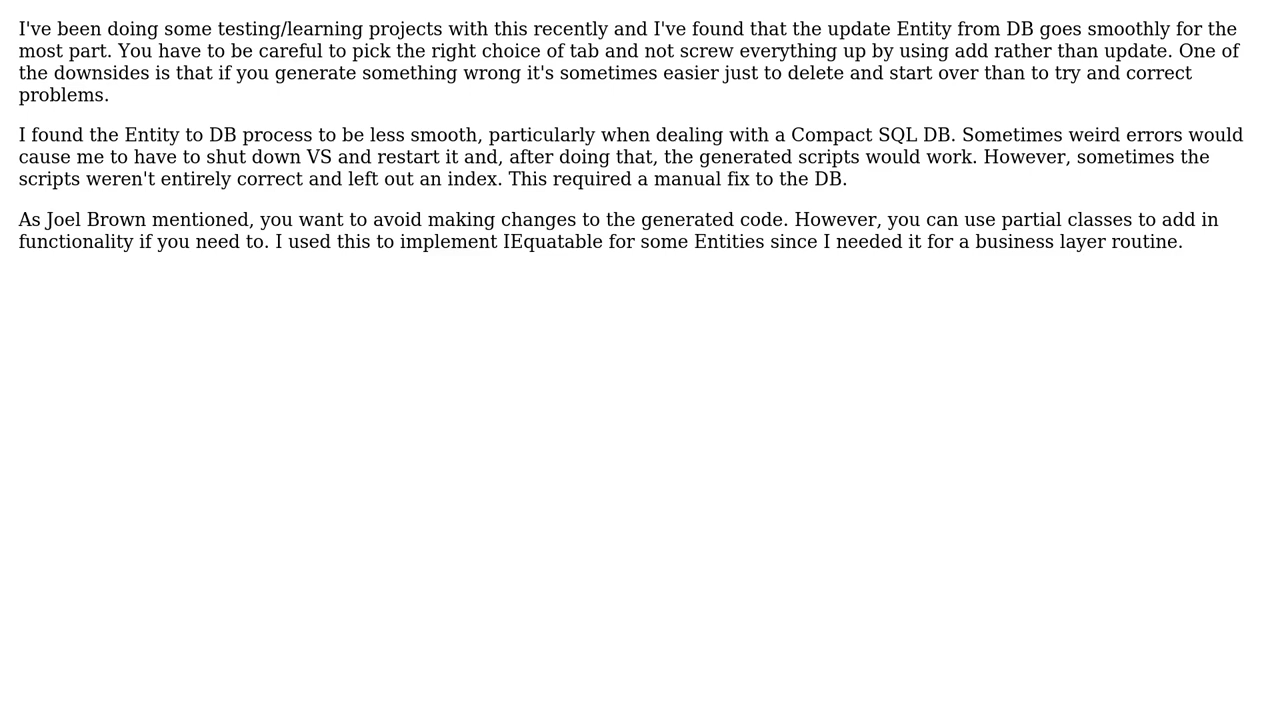 I've been doing some testing/learning projects with this recently and I've found that the update Entity from DB goes smoothly for the
most part. You have to be careful to pick the right choice of tab and not screw everything up by using add rather than update. One of
the downsides is that if you generate something wrong it's sometimes easier just to delete and start over than to try and correct
problems.
I found the Entity to DB process to be less smooth, particularly when dealing with a Compact SQL DB. Sometimes weird errors would
cause me to have to shut down VS and restart it and, after doing that, the generated scripts would work. However, sometimes the
scripts weren't entirely correct and left out an index. This required a manual fix to the DB.
As Joel Brown mentioned, you want to avoid making changes to the generated code. However, you can use partial classes to add in
functionality if you need to. I used this to implement IEquatable for some Entities since I needed it for a business layer routine.